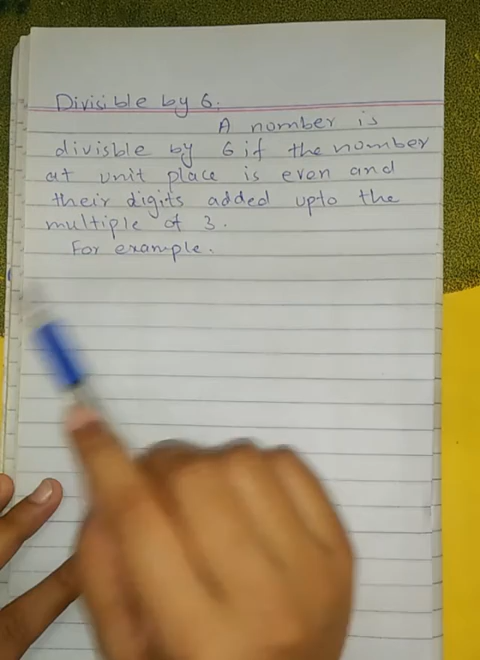 Divisible by 6.
A nomber is
divisble by 6 if the nomber
at unit place is even and
their digits added upto the
multiple of 3.
For example.